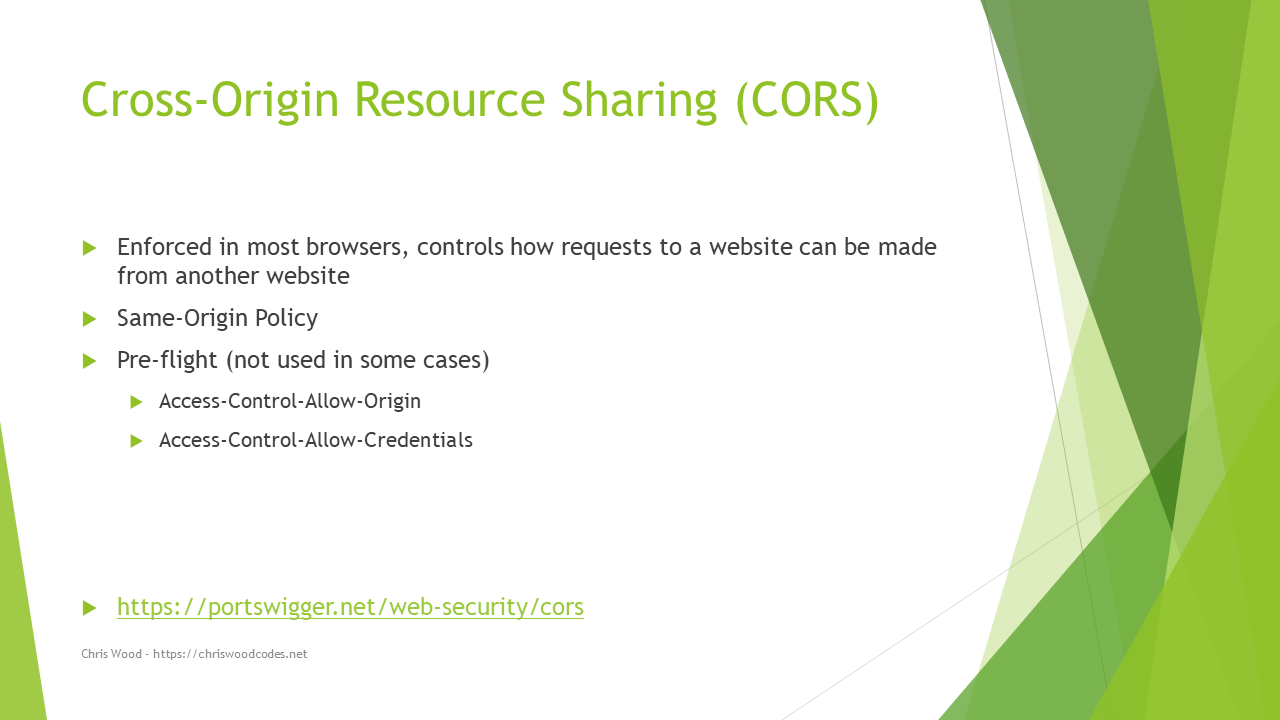 Cross-Origin Resource Sharing (CORS)
Enforced in most browsers, controls how requests to a website can be made
from another website
Same-Origin Policy
Pre-flight (not used in some cases)
Access-Control-Allow-Origin
Access-Control-Allow-Credentials
https://portswigger.net/web-security/cors
Chris Wood - https://chriswoodcodes.net